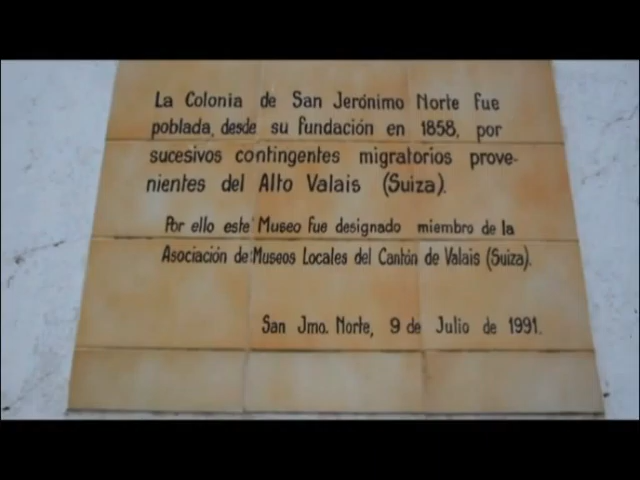 La Colonia de San Jerónimo Norte fue
poblada, desde su fundación en 1858, por
sucesivos contingentes migratorios prove-
nientes del Alto Valais (Suiza).
Por ello este Museo fue designado miembro de la
Asociación de Museos Locales del Cantón de Valais (Suiza).
San Jmo. Norte, 9 de Julio de 1991.